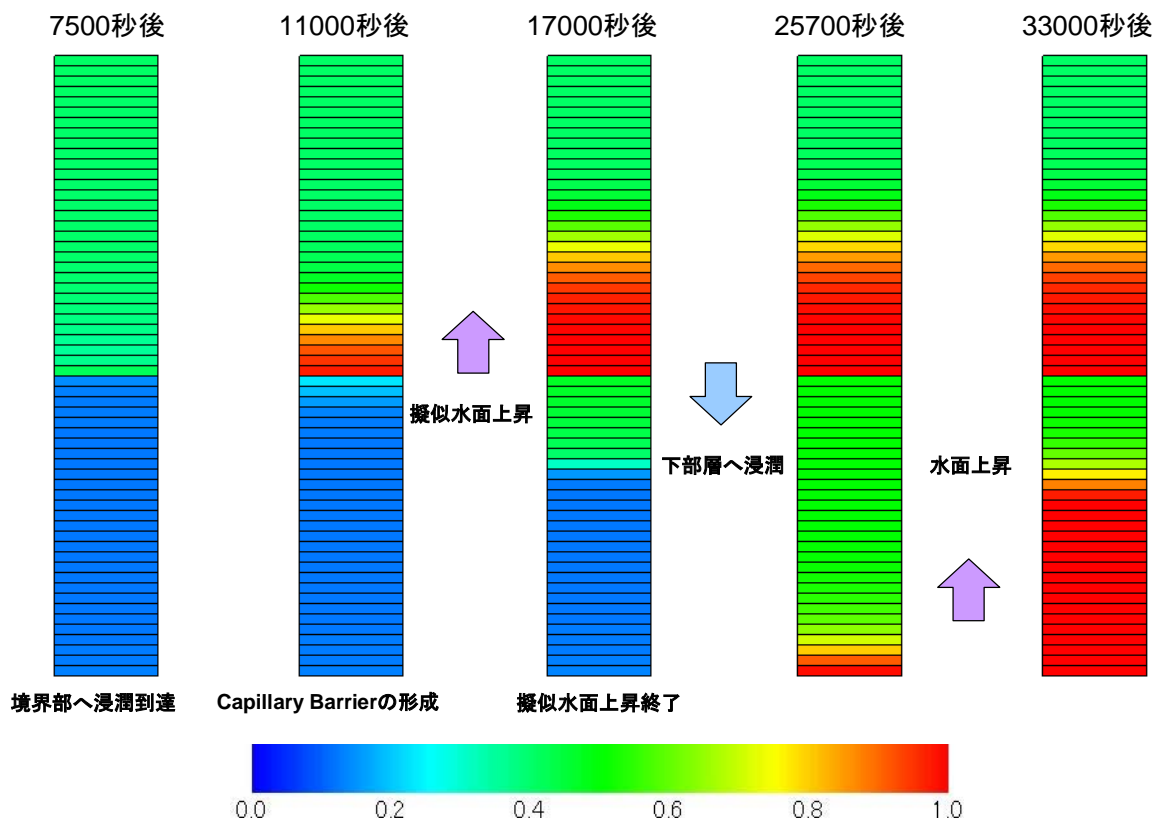 7500秒後
11000秒後
17000秒後
25700秒後
33000秒後
擬似水面上昇
下部層へ浸潤
水面上昇
境界部へ浸潤到達
Capillary Barrierの形成
擬似水面上昇終了
0.0
0.2
0.4
0.6
0.8
1.0